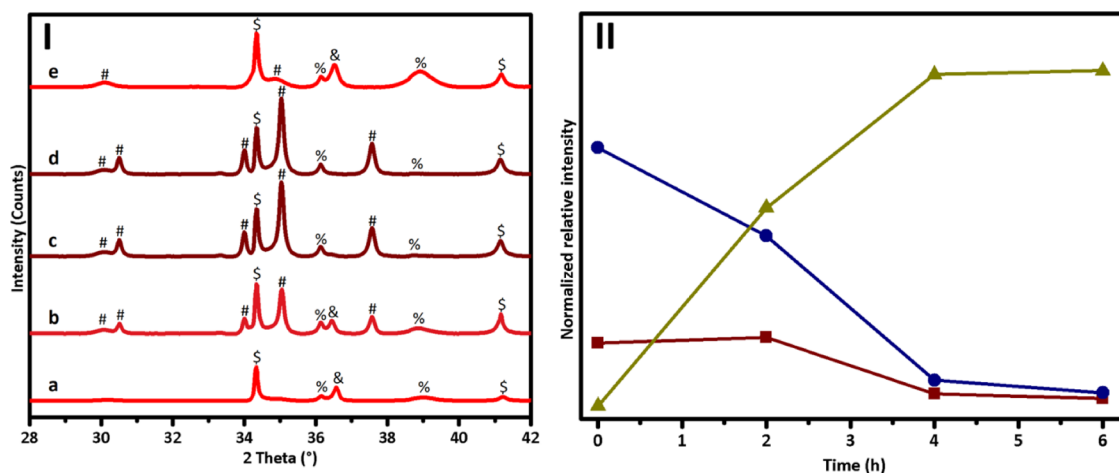 I
Intensity (Counts)
e
# $ # % & % $
d
# # # $ # % # % $
c
# # # $ # % # % $
b
# # # $ # % & # % $
a
$ % & % $
28 30 32 34 36 38 40 42
2 Theta (°)
II
Normalized relative intensity
0 1 2 3 4 5 6
Time (h)